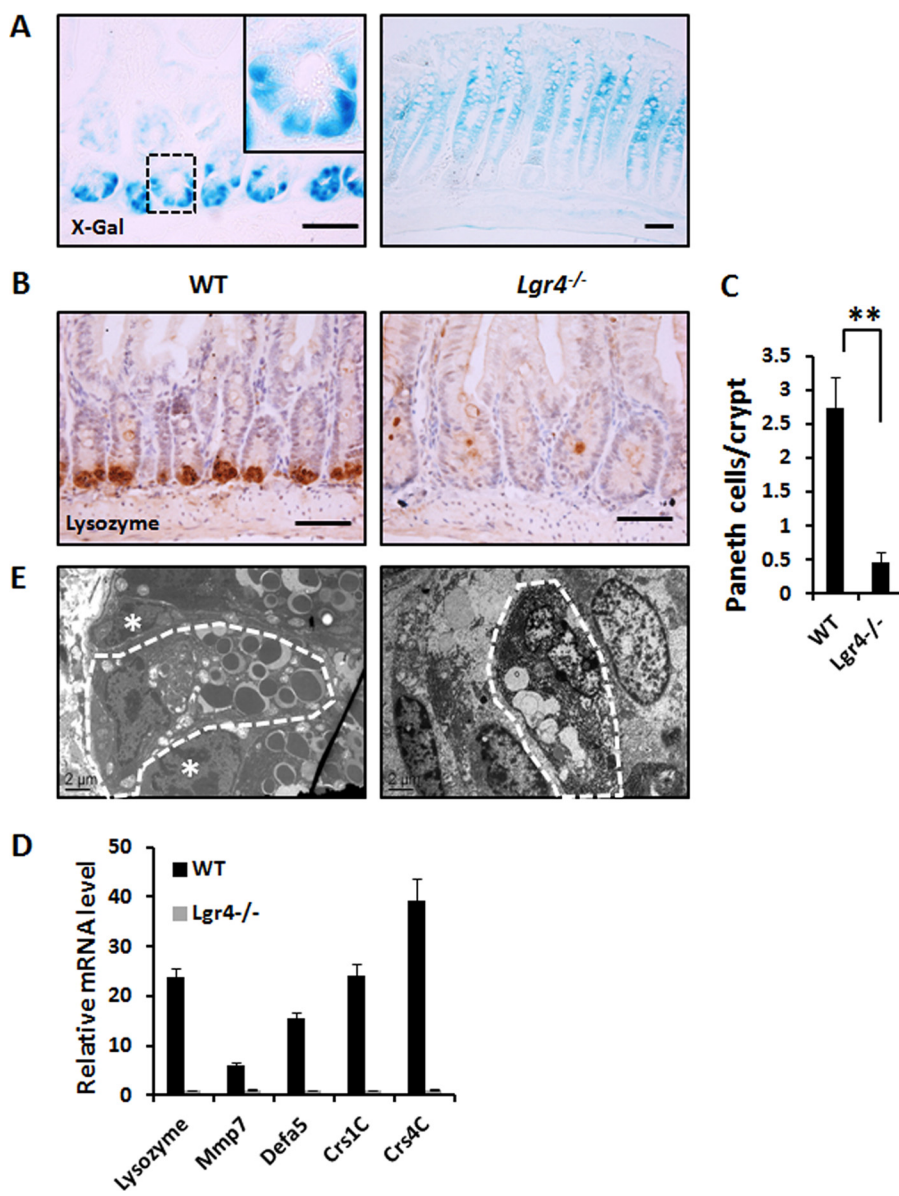 A
X-Gal
B
WT
Lgr4-/-
Lysozyme
C
**
Paneth cells/crypt
3.5
3
2.5
2
1.5
1
0.5
0
WT
Lgr4-/-
E
*
*
2 µm
2 µm
D
Relative mRNA level
50
40
30
20
10
0
WT
Lgr4-/-
Lysozyme
Mmp7
Defa5
Crs1C
Crs4C